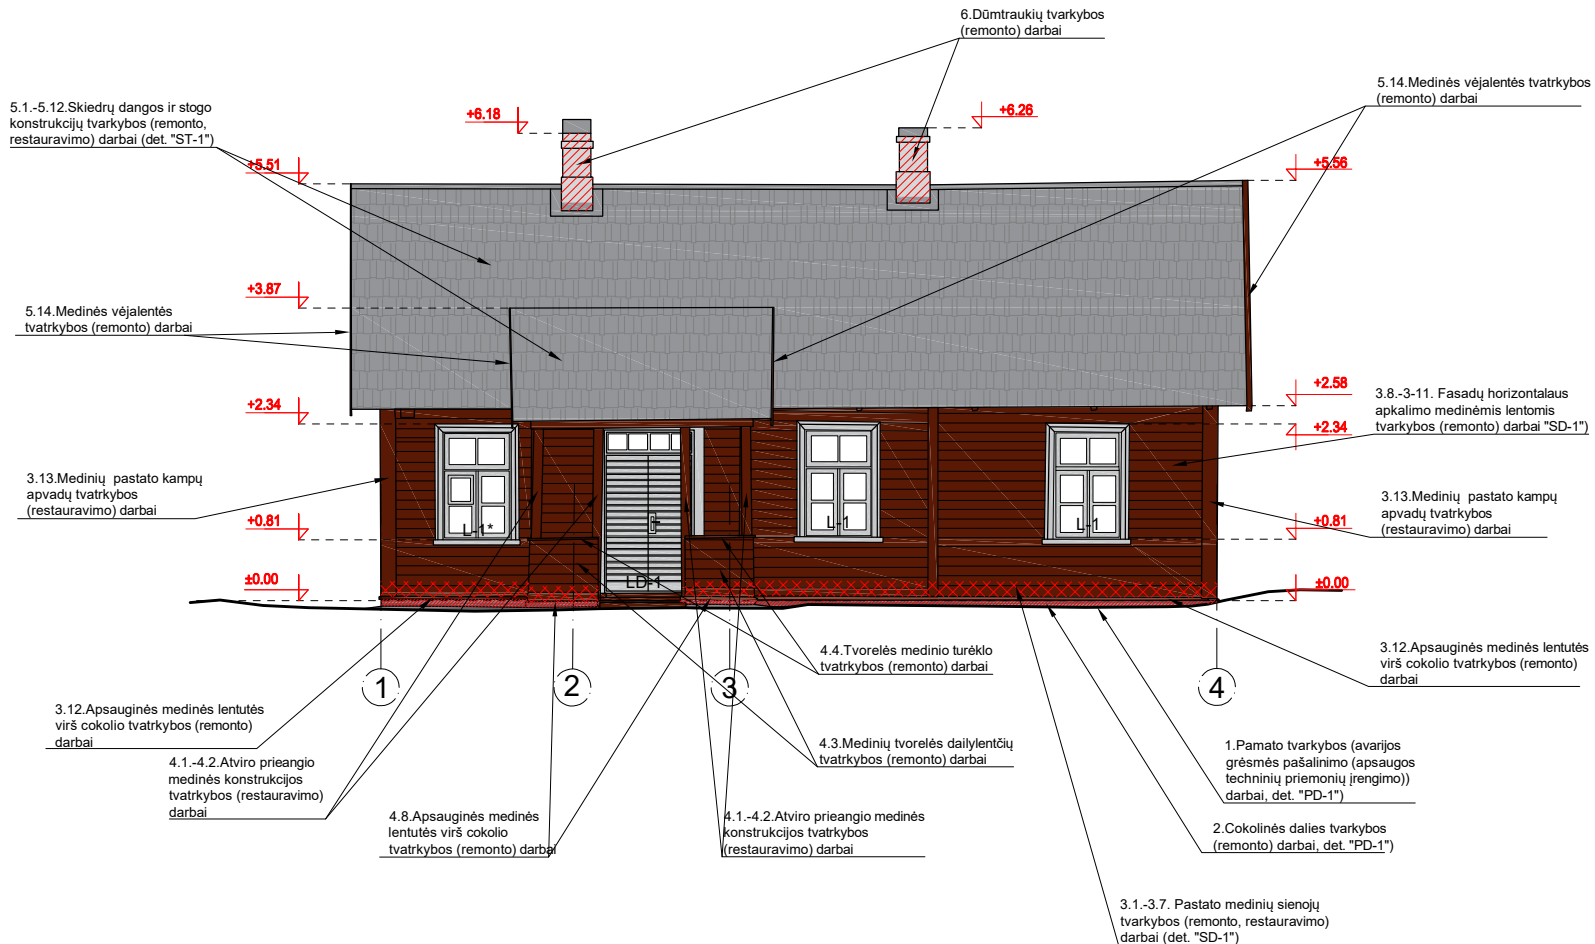 6.Dūmtraukių tvarkybos
(remonto) darbai
5.1.-5.12.Skiedrų dangos ir stogo
konstrukcijų tvarkybos (remonto,
restauravimo) darbai (det. "ST-1")
5.14.Medinės vėjalentės tvatrkybos
(remonto) darbai
+6.18
+6.26
+5.51
+5.56
+3.87
5.14.Medinės vėjalentės
tvatrkybos (remonto) darbai
+2.34
+2.58
+2.34
3.8.-3-11. Fasadų horizontalaus
apkalimo medinėmis lentomis
tvarkybos (remonto) darbai "SD-1")
3.13.Medinių pastato kampų
apvadų tvatrkybos
(restauravimo) darbai
3.13.Medinių pastato kampų
apvadų tvatrkybos
(restauravimo) darbai
+0.81
+0.81
L-1*
L-1
L-1
LD-1
±0.00
±0.00
1
2
3
4
4.4.Tvorelės medinio turėklo
tvatrkybos (remonto) darbai
3.12.Apsauginės medinės lentutės
virš cokolio tvatrkybos (remonto)
darbai
3.12.Apsauginės medinės lentutės
virš cokolio tvatrkybos (remonto)
darbai
4.1.-4.2.Atviro prieangio
medinės konstrukcijos
tvatrkybos (restauravimo)
darbai
4.3.Medinių tvorelės dailylentčių
tvatrkybos (remonto) darbai
1.Pamato tvarkybos (avarijos
grėsmės pašalinimo (apsaugos
techninių priemonių įrengimo))
darbai, det. "PD-1")
4.8.Apsauginės medinės
lentutės virš cokolio
tvatrkybos (remonto) darbai
4.1.-4.2.Atviro prieangio medinės
konstrukcijos tvatrkybos
(restauravimo) darbai
2.Cokolinės dalies tvarkybos
(remonto) darbai, det. "PD-1")
3.1.-3.7. Pastato medinių sienojų
tvarkybos (remonto, restauravimo)
darbai (det. "SD-1")